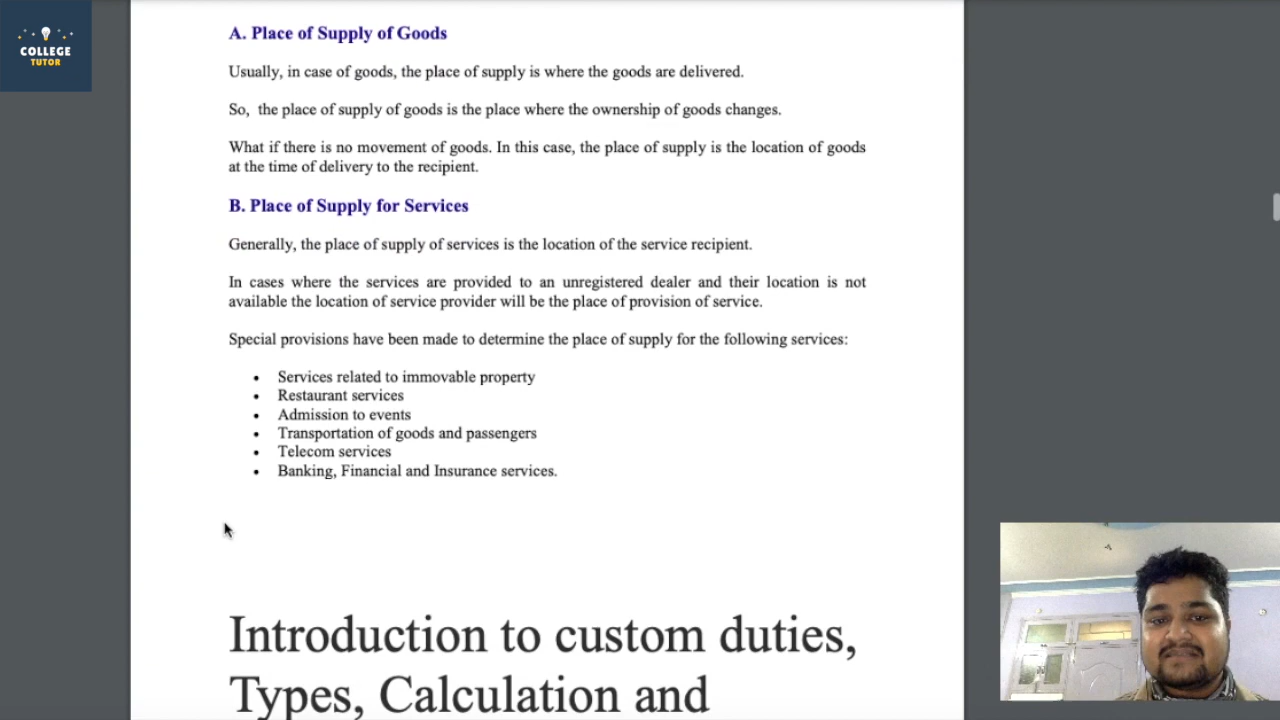 COLLEGE
TUTOR
A. Place of Supply of Goods
Usually, in case of goods, the place of supply is where the goods are delivered.
So,  the place of supply of goods is the place where the ownership of goods changes.
What if there is no movement of goods. In this case, the place of supply is the location of goods
at the time of delivery to the recipient.
B. Place of Supply for Services
Generally, the place of supply of services is the location of the service recipient.
In cases where the services are provided to an unregistered dealer and their location is not
available the location of service provider will be the place of provision of service.
Special provisions have been made to determine the place of supply for the following services:
• Services related to immovable property
• Restaurant services
• Admission to events
• Transportation of goods and passengers
• Telecom services
• Banking, Financial and Insurance services.
Introduction to custom duties,
Types, Calculation and